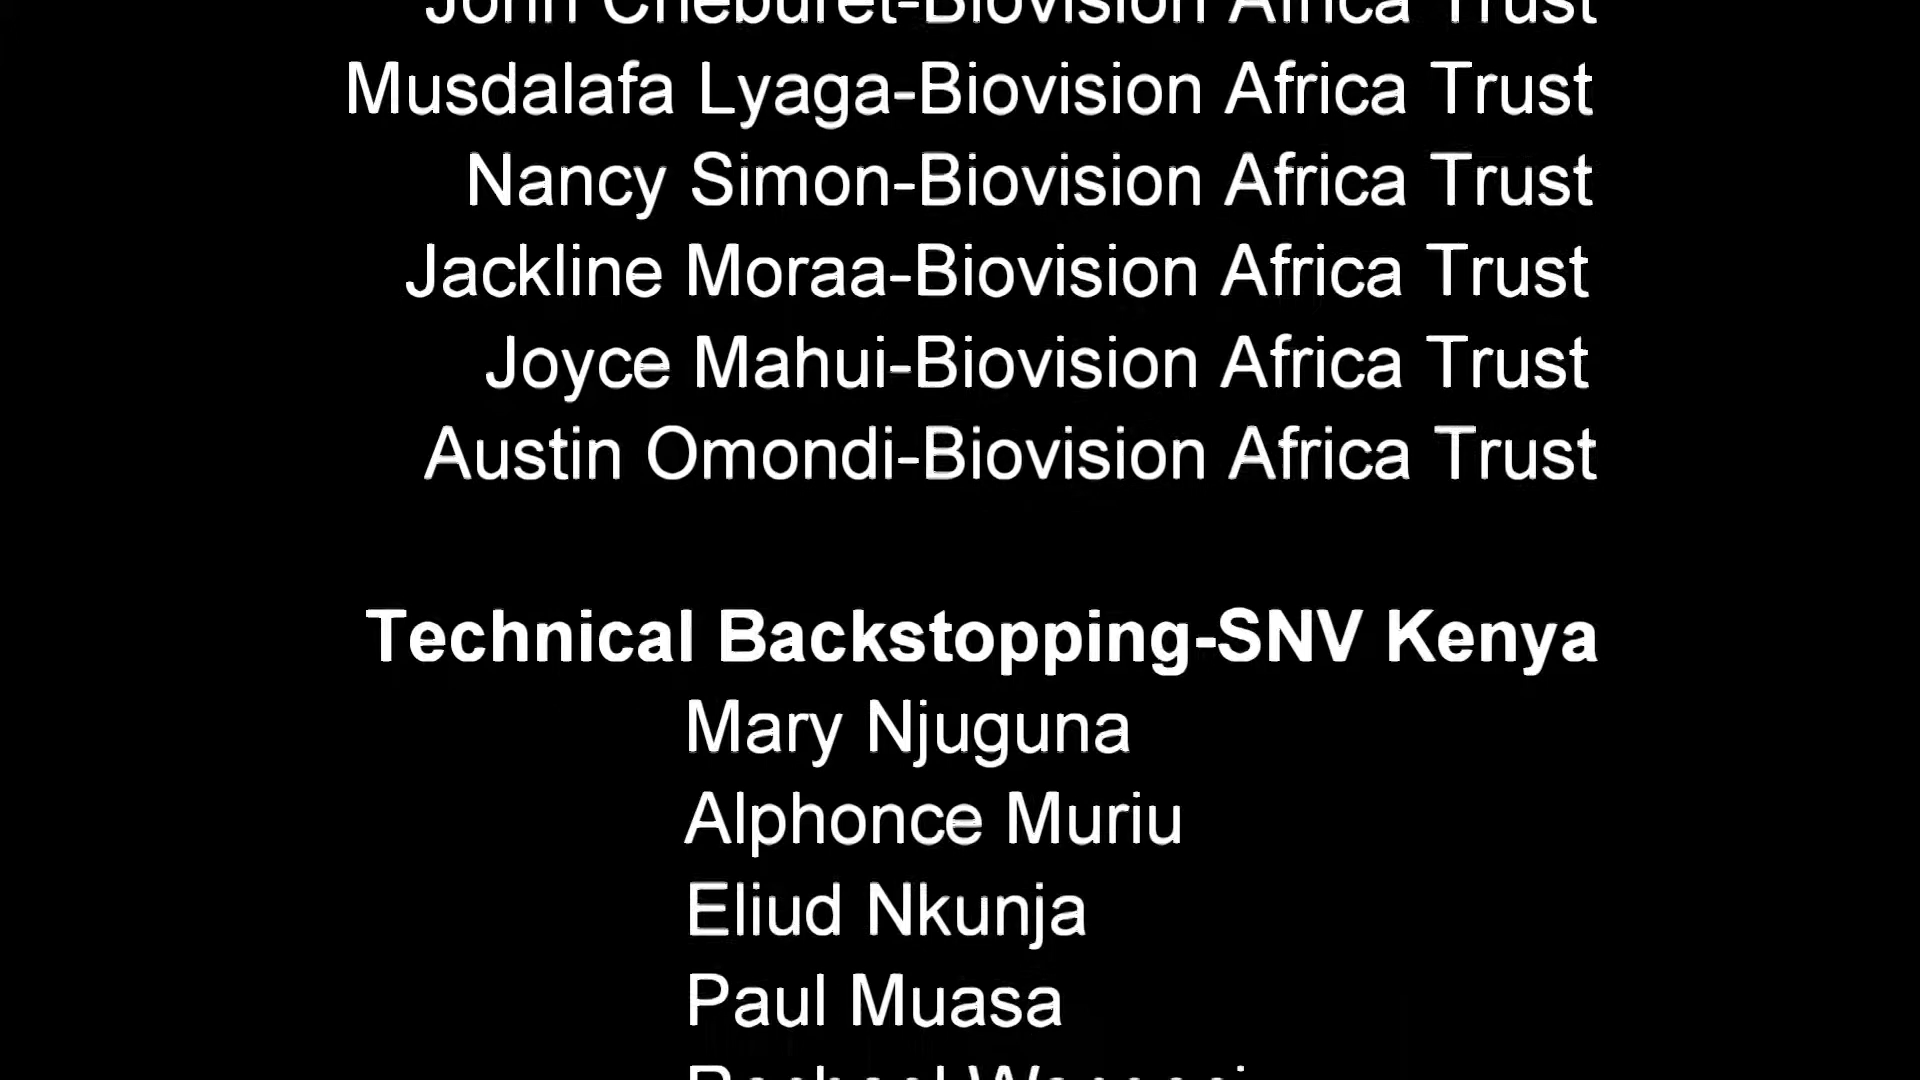 John Cheburet-Biovision Africa Trust
Musdalafa Lyaga-Biovision Africa Trust
Nancy Simon-Biovision Africa Trust
Jackline Moraa-Biovision Africa Trust
Joyce Mahui-Biovision Africa Trust
Austin Omondi-Biovision Africa Trust
Technical Backstopping-SNV Kenya
Mary Njuguna
Alphonce Muriu
Eliud Nkunja
Paul Muasa